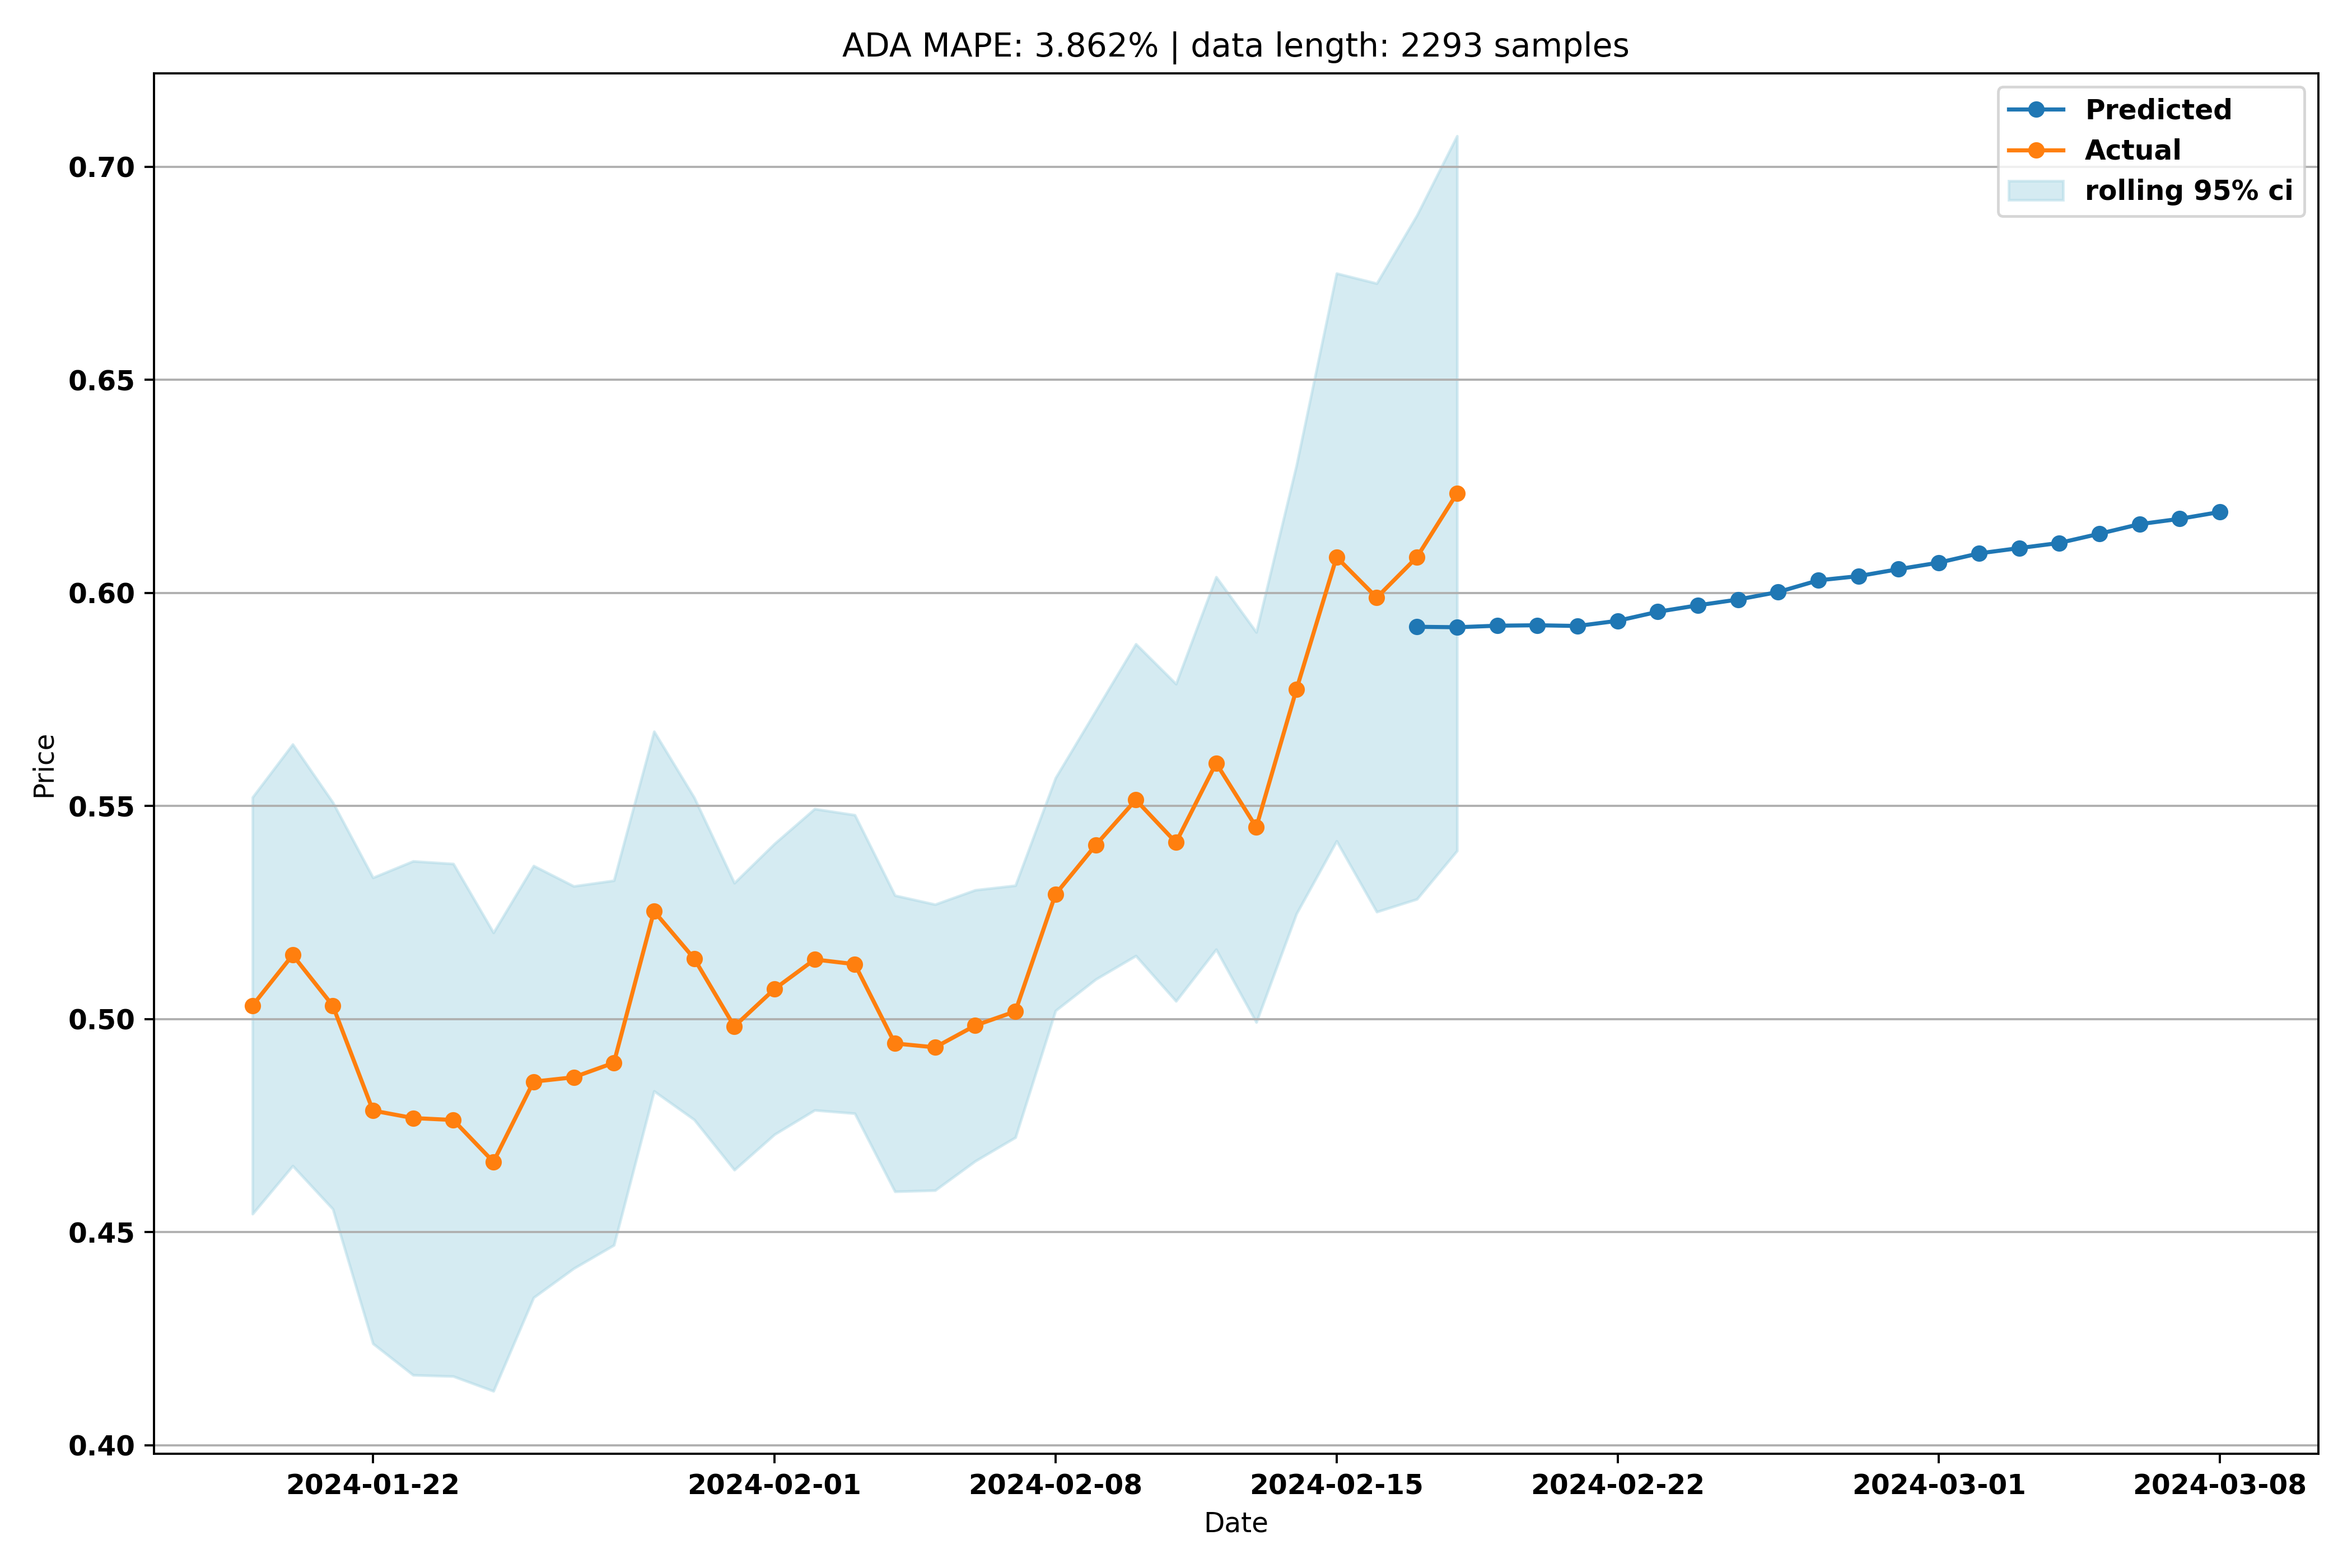 ADA MAPE: 3.862% | data length: 2293 samples
Predicted
Actual
rolling 95% ci
0.70
0.65
0.60
0.55
0.50
0.45
0.40
Price
2024-01-22
2024-02-01
2024-02-08
2024-02-15
2024-02-22
2024-03-01
2024-03-08
Date